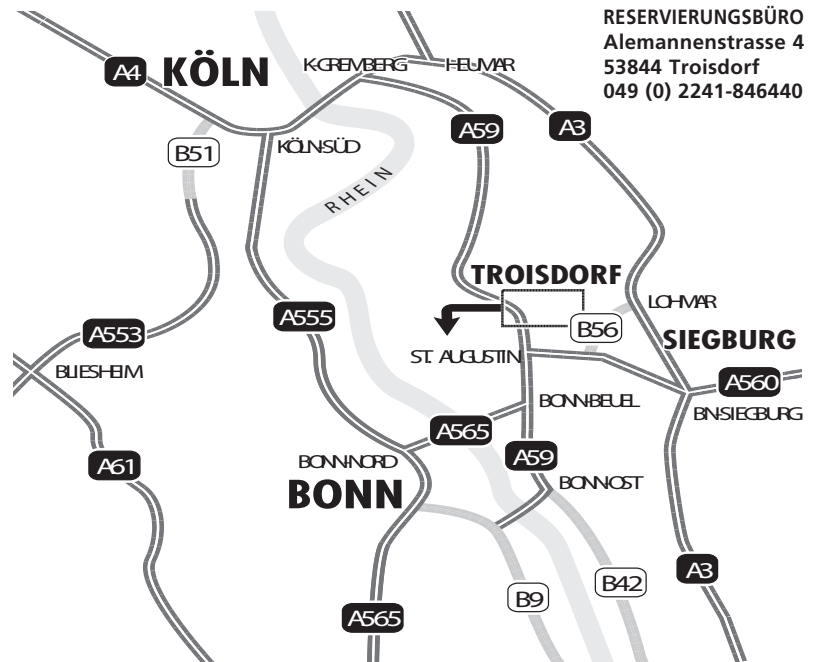 RESERVIERUNGSBÜRO
Alemannenstrasse 4
53844 Troisdorf
049 (0) 2241-846440
A4
KÖLN
K-GREMBERG
HEUMAR
B51
KÖLN-SÜD
A59
A3
RHEIN
TROISDORF
LOHMAR
A555
B56
A553
SIEGBURG
ST. AUGUSTIN
BLIESHEIM
A560
BONN-BEUEL
BN-SIEGBURG
A565
A61
BONN-NORD
A59
BONN-OST
BONN
A3
B42
B9
A565